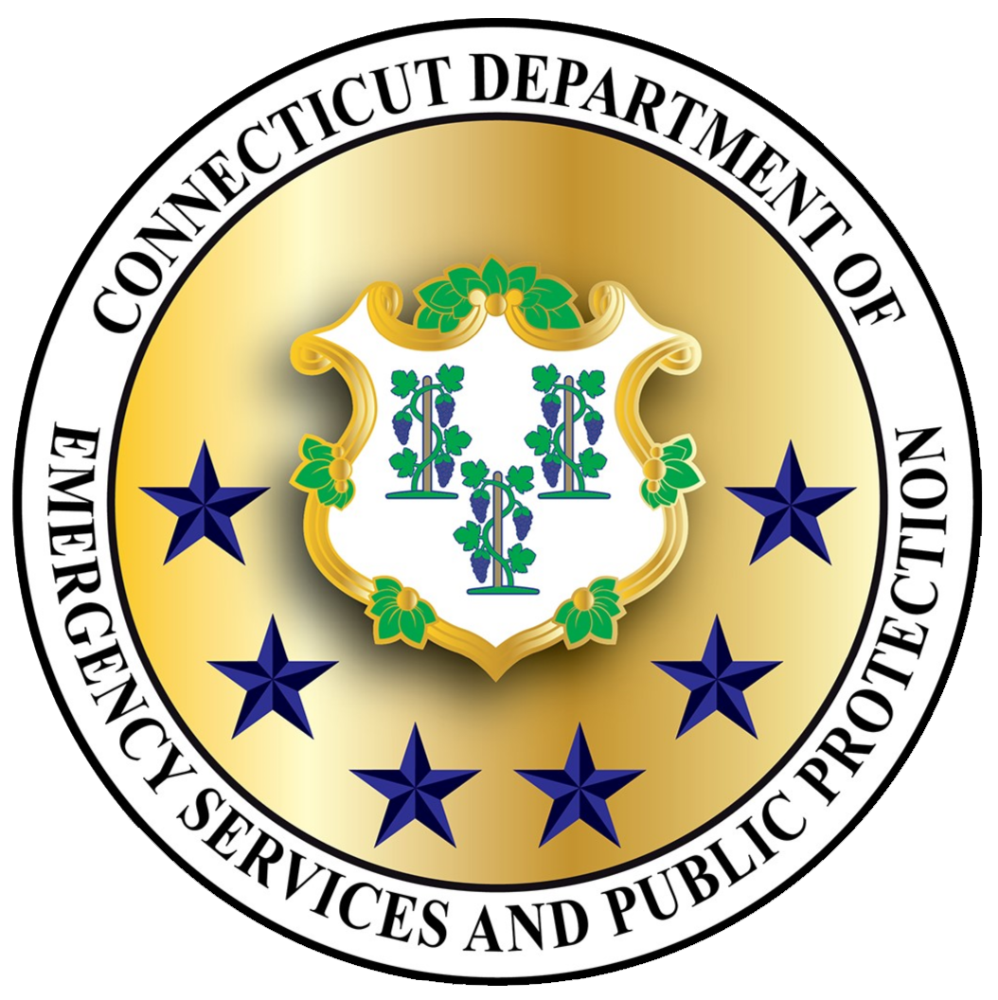 CONNECTICUT DEPARTMENT OF
EMERGENCY SERVICES AND PUBLIC PROTECTION